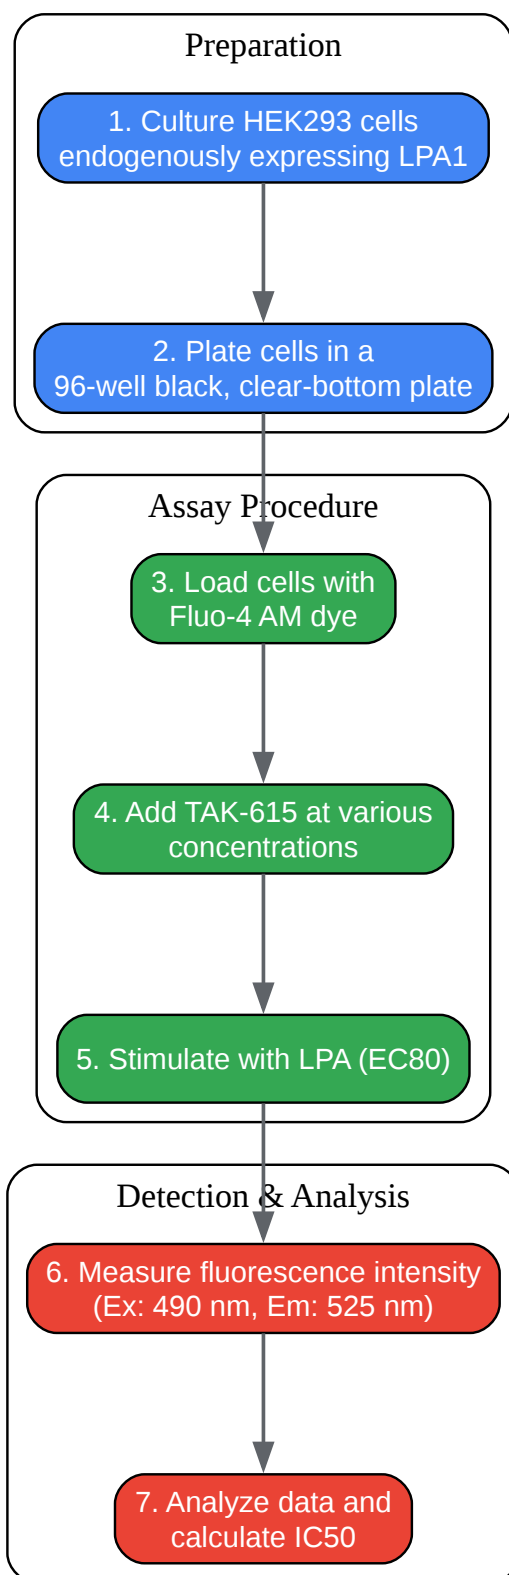 Preparation
1. Culture HEK293 cells
endogenously expressing LPA1
2. Plate cells in a
96-well black, clear-bottom plate
Assay Procedure
3. Load cells with
Fluo-4 AM dye
4. Add TAK-615 at various
concentrations
5. Stimulate with LPA (EC80)
Detection & Analysis
6. Measure fluorescence intensity
(Ex: 490 nm, Em: 525 nm)
7. Analyze data and
calculate IC50